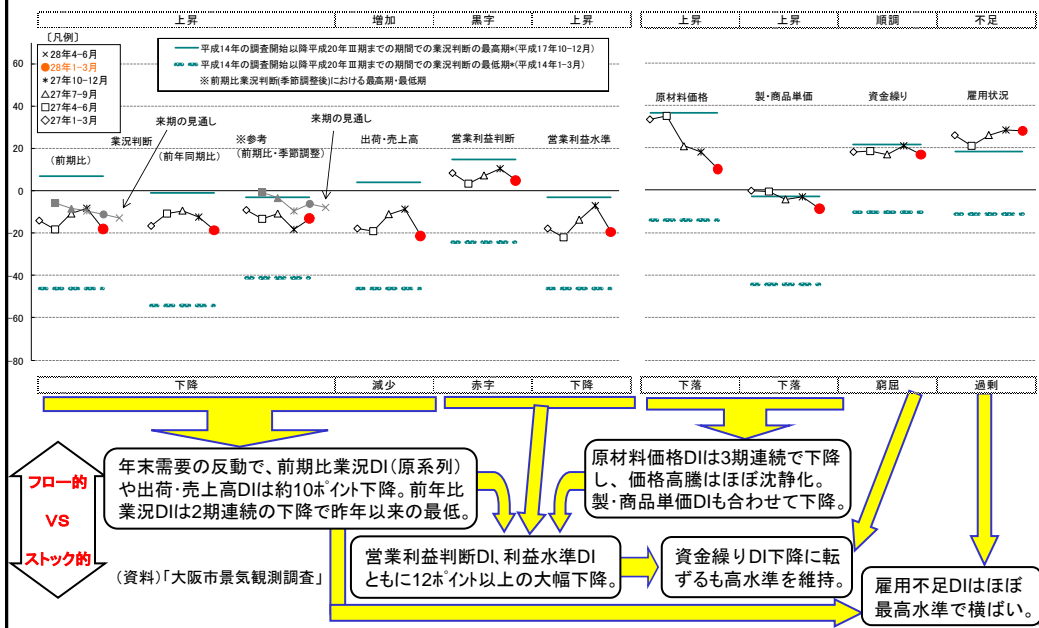 上昇
増加
黒字
上昇
上昇
上昇
順調
不足
〔凡例〕
×28年4-6月
●28年1-3月
*27年10-12月
△27年7-9月
□27年4-6月
◇27年1-3月
平成14年の調査開始以降平成20年Ⅲ期までの期間での業況判断の最高期*(平成17年10-12月)
平成14年の調査開始以降平成20年Ⅲ期までの期間での業況判断の最低期*(平成14年1-3月)
※前期比業況判断(季節調整後)における最高期・最低期
60
40
20
0
-20
-40
-60
-80
来期の見通し
業況判断
(前期比)
(前年同期比)
来期の見通し
※参考
(前期比・季節調整)
出荷・売上高
営業利益判断
営業利益水準
原材料価格
製・商品単価
資金繰り
雇用状況
下降
減少
赤字
下降
下落
下落
窮屈
過剰
フロー的
VS
ストック的
年末需要の反動で、前期比業況DI(原系列)
や出荷・売上高DIは約10ポイント下降。前年比
業況DIは2期連続の下降で昨年以来の最低。
原材料価格DIは3期連続で下降
し、価格高騰はほぼ沈静化。
製・商品単価DIも合わせて下降。
営業利益判断DI、利益水準DI
ともに12ポイント以上の大幅下降。
資金繰りDI下降に転
ずるも高水準を維持。
雇用不足DIはほぼ
最高水準で横ばい。
(資料)「大阪市景気観測調査」